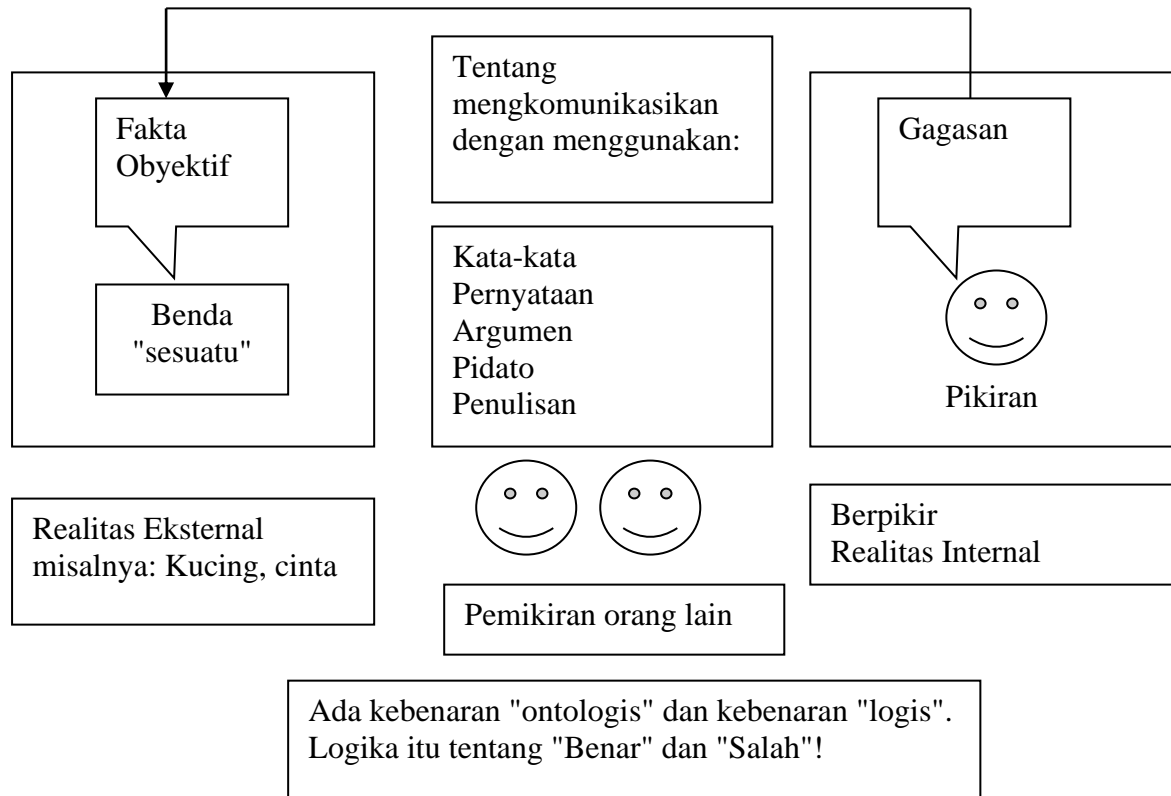 Fakta
Obyektif
Benda
"sesuatu"
Realitas Eksternal
misalnya: Kucing, cinta
Tentang
mengkomunikasikan
dengan menggunakan:
Kata-kata
Pernyataan
Argumen
Pidato
Penulisan
Pemikiran orang lain
Gagasan
Pikiran
Berpikir
Realitas Internal
Ada kebenaran "ontologis" dan kebenaran "logis".
Logika itu tentang "Benar" dan "Salah"!